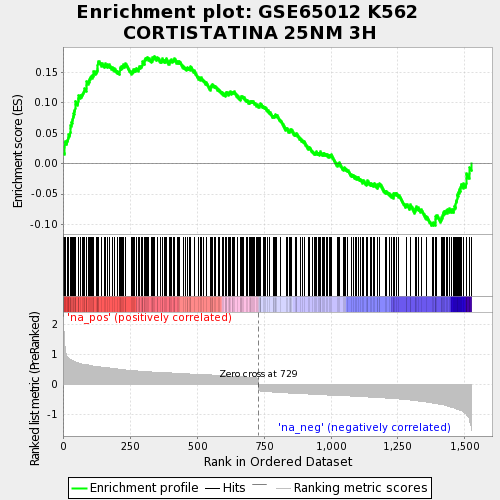 Enrichment plot: GSE65012 K562
CORTISTATINA 25NM 3H
Enrichment score (ES)
0.15
0.10
0.05
0.00
-0.05
-0.10
Ranked list metric (PreRanked)
2
1
0
-1
'na_pos' (positively correlated)
Zero cross at 729
'na_neg' (negatively correlated)
0
250
500
750
1,000
1,250
1,500
Rank in Ordered Dataset
Enrichment profile
Hits
Ranking metric scores